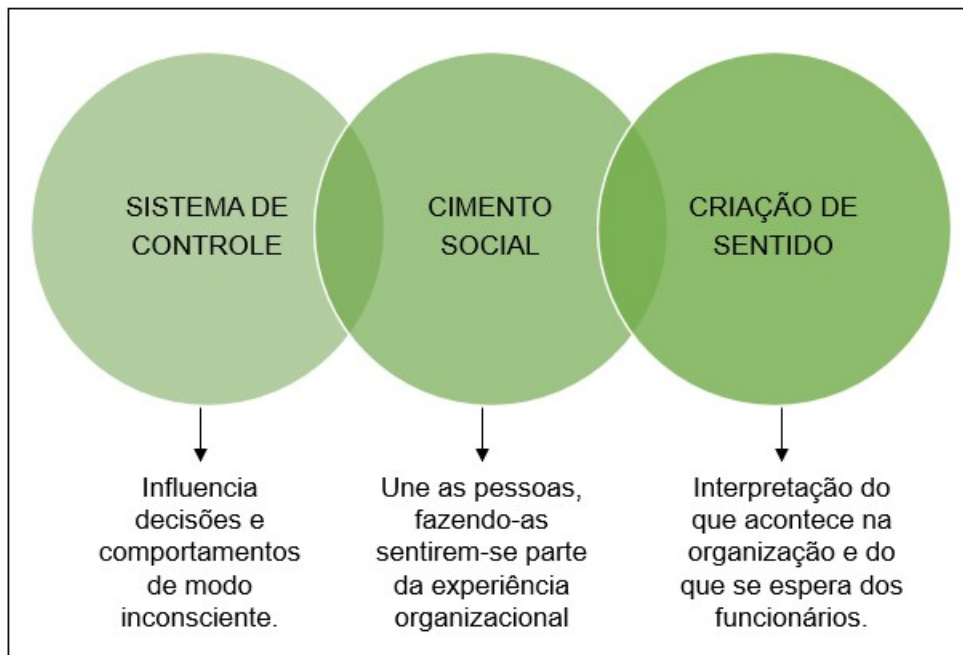 SISTEMA DE
CONTROLE
CIMENTO
SOCIAL
CRIAÇÃO DE
SENTIDO
Influencia
decisões e
comportamentos
de modo
inconsciente.
Une as pessoas,
fazendo-as
sentirem-se parte
da experiência
organizacional
Interpretação do
que acontece na
organização e do
que se espera dos
funcionários.